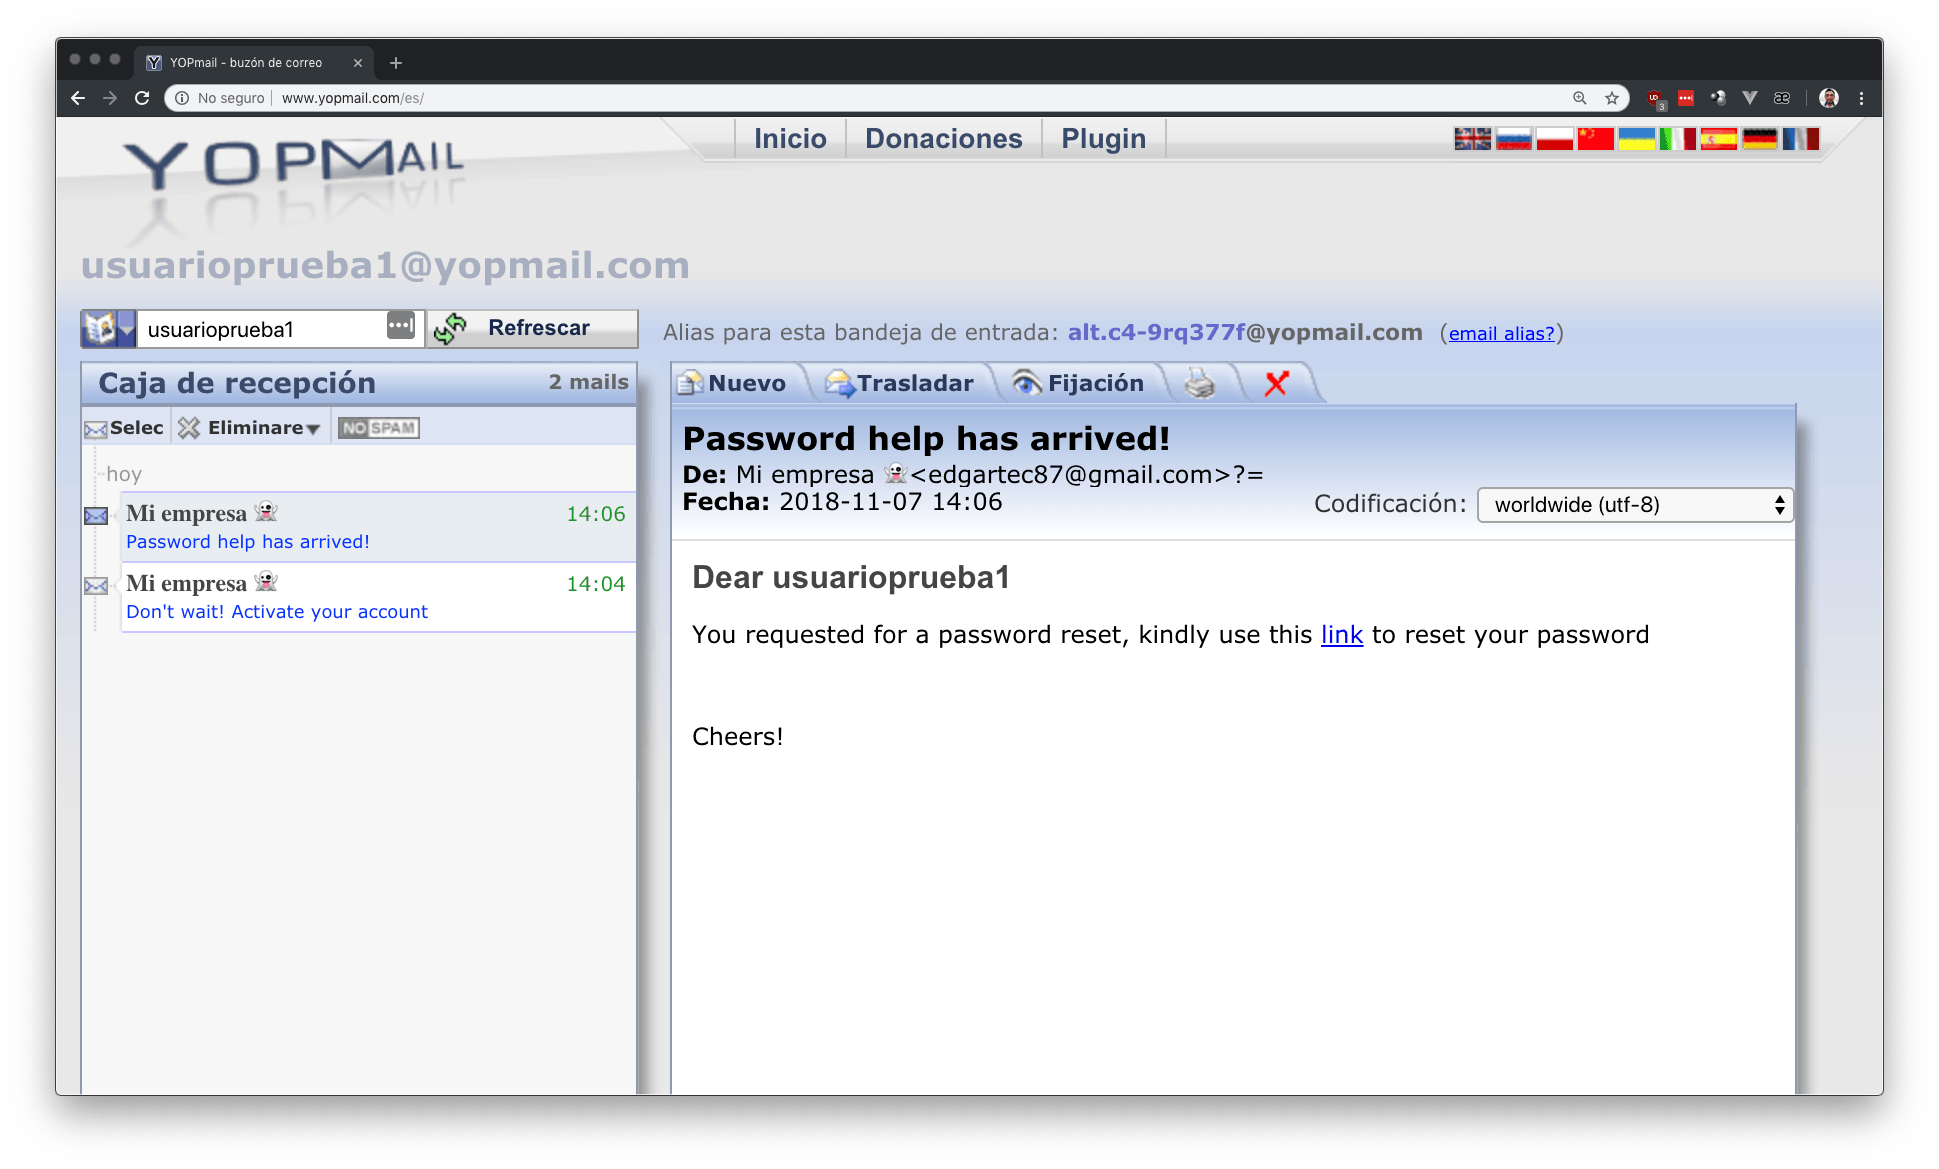 YOPmail - buzón de correo
No seguro | www.yopmail.com/es/
3
YOPMAIL
Inicio Donaciones Plugin
usuarioprueba1@yopmail.com
usuarioprueba1 Refrescar
Alias para esta bandeja de entrada: alt.c4-9rq377f@yopmail.com (email alias?)
Caja de recepción 2 mails
Selec Eliminare NO SPAM
hoy
Mi empresa 👻 14:06
Password help has arrived!
Mi empresa 👻 14:04
Don't wait! Activate your account
Nuevo Trasladar Fijación
Password help has arrived!
De: Mi empresa 👻<edgartec87@gmail.com>?=
Fecha: 2018-11-07 14:06
Codificación: worldwide (utf-8)
Dear usuarioprueba1
You requested for a password reset, kindly use this link to reset your password
Cheers!